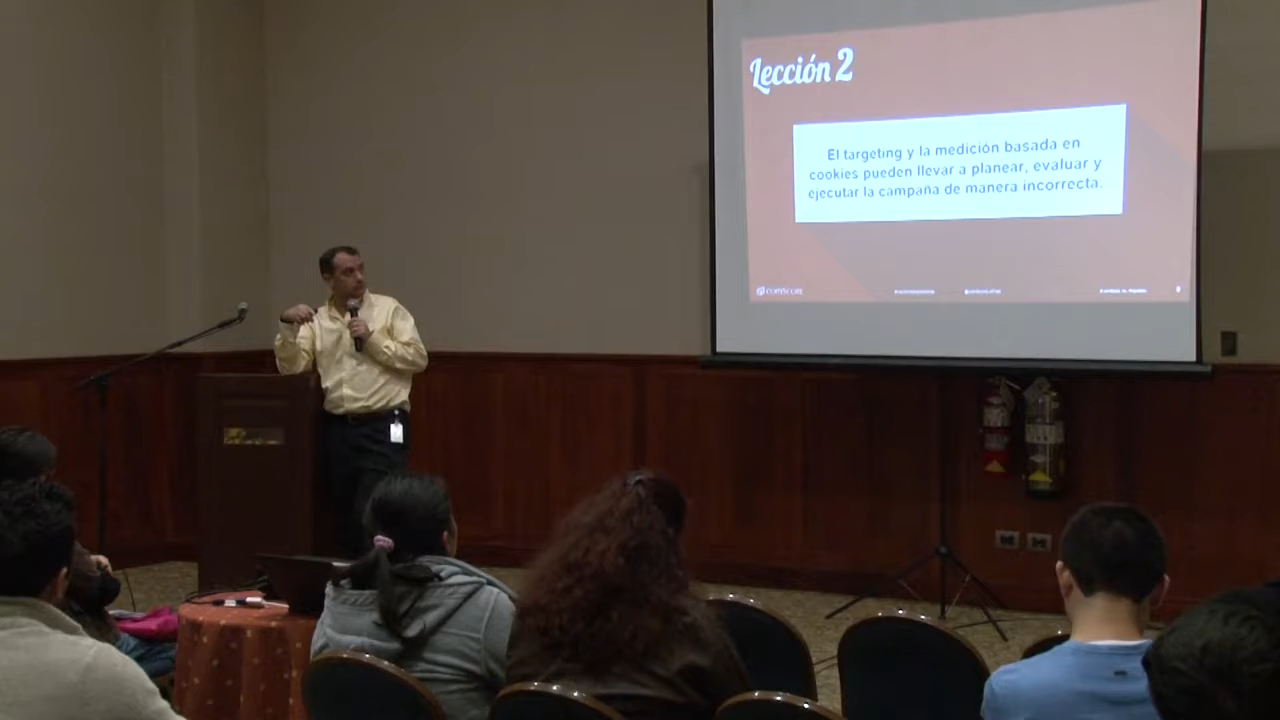 Lección 2
El targeting y la medición basada en
cookies pueden llevar a planear, evaluar y
ejecutar la campaña de manera incorrecta.
comScore